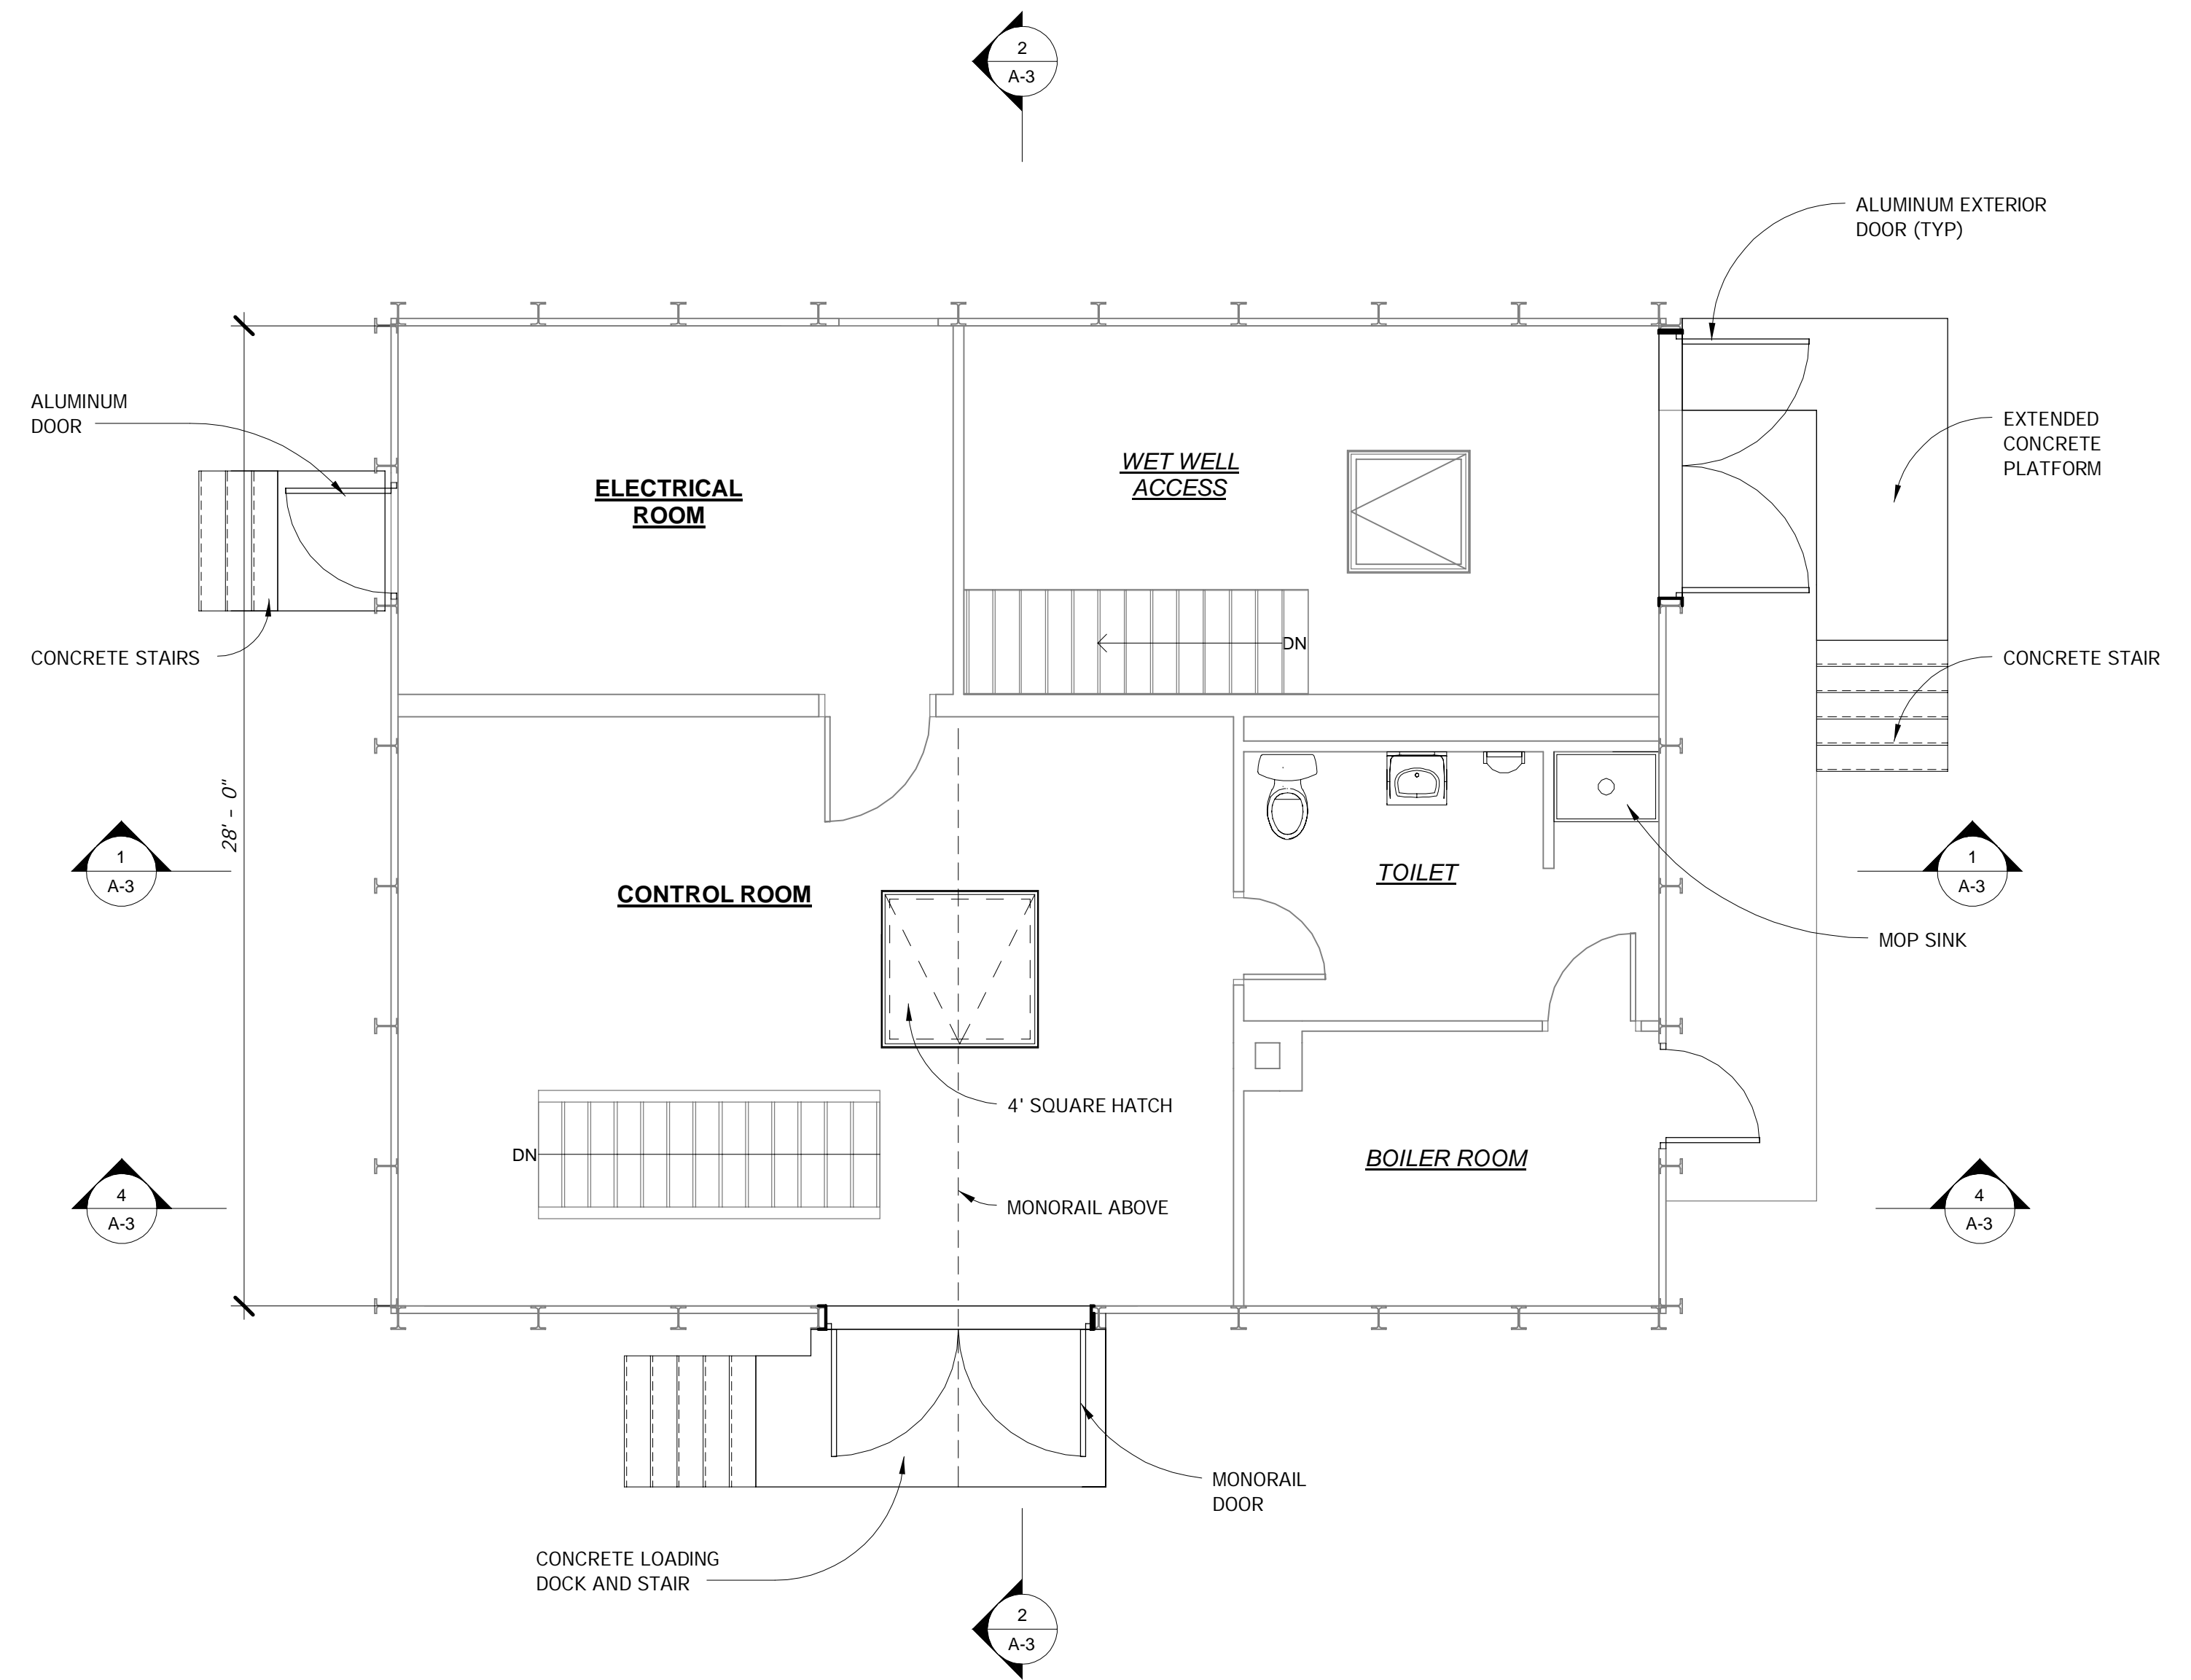 2
A-3
ALUMINUM EXTERIOR
DOOR (TYP)
ALUMINUM
DOOR
EXTENDED
CONCRETE
PLATFORM
WET WELL
ACCESS
ELECTRICAL
ROOM
DN
CONCRETE STAIRS
CONCRETE STAIR
28' - 0"
1
A-3
1
A-3
TOILET
CONTROL ROOM
MOP SINK
4' SQUARE HATCH
DN
BOILER ROOM
4
A-3
4
A-3
MONORAIL ABOVE
MONORAIL
DOOR
CONCRETE LOADING
DOCK AND STAIR
2
A-3